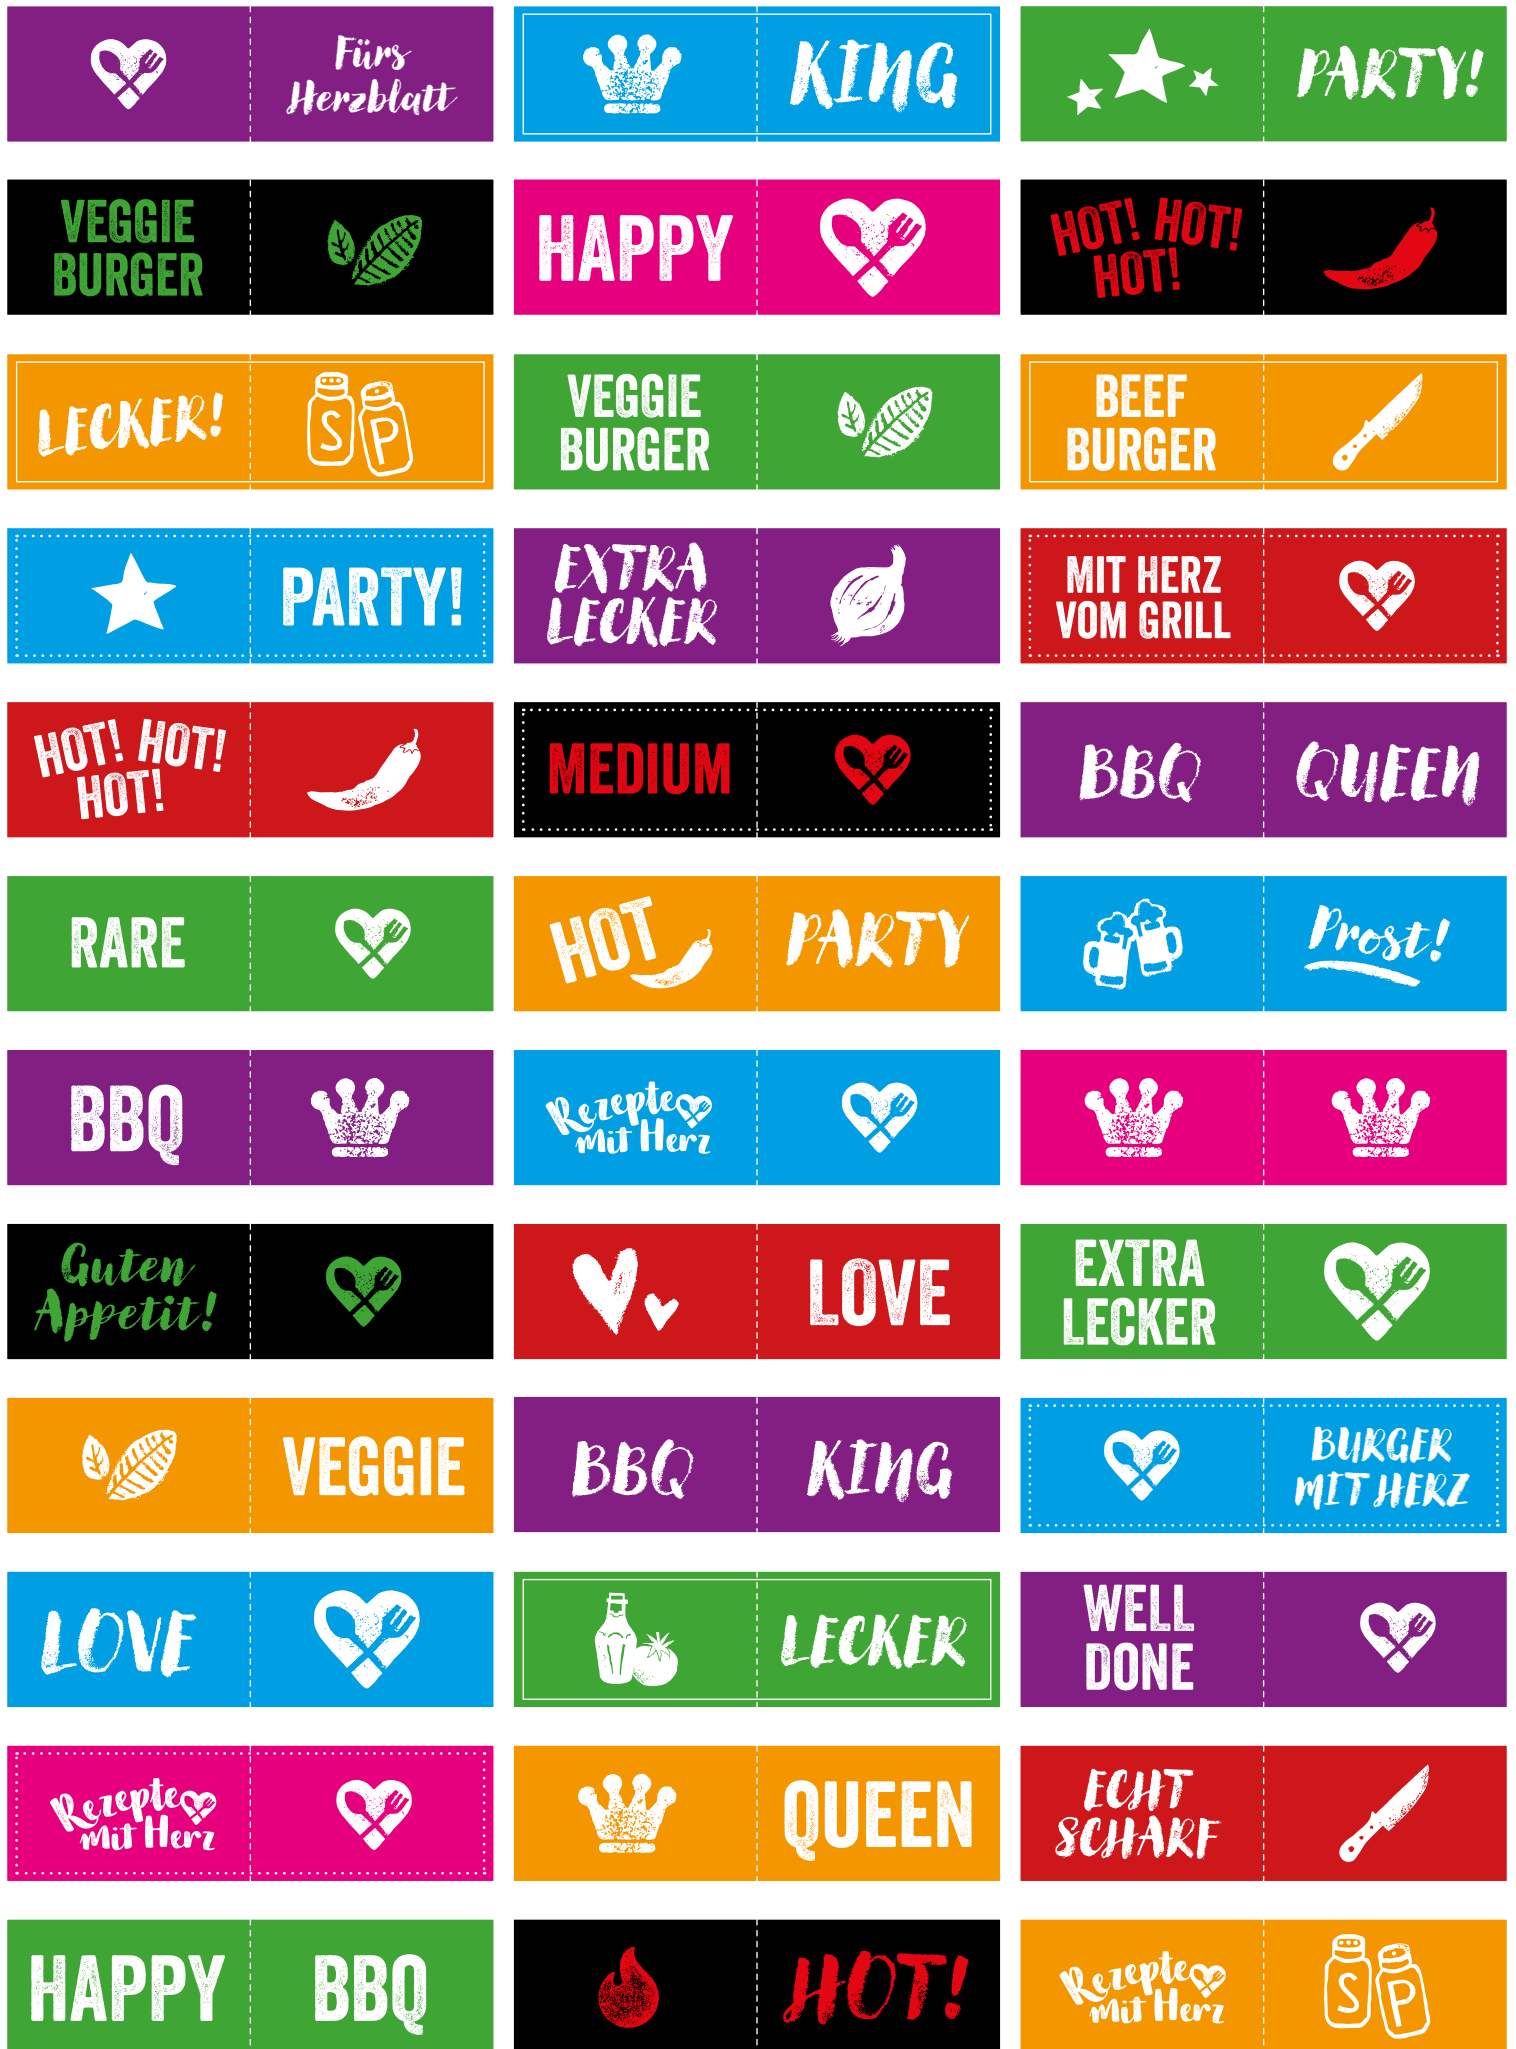 Fürs
Herzblatt
KING
PARTY!
VEGGIE
BURGER
HAPPY
HOT! HOT!
HOT!
LECKER!
S P
VEGGIE
BURGER
BEEF
BURGER
PARTY!
EXTRA
LECKER
MIT HERZ
VOM GRILL
HOT! HOT!
HOT!
MEDIUM
BBQ QUEEN
RARE
HOT PARTY
Prost!
BBQ
Rezepte
mit Herz
Guten
Appetit!
LOVE
EXTRA
LECKER
VEGGIE
BBQ KING
BURGER
MIT HERZ
LOVE
LECKER
WELL
DONE
Rezepte
mit Herz
QUEEN
ECHT
SCHARF
HAPPY BBQ
HOT!
Rezepte
mit Herz
S P